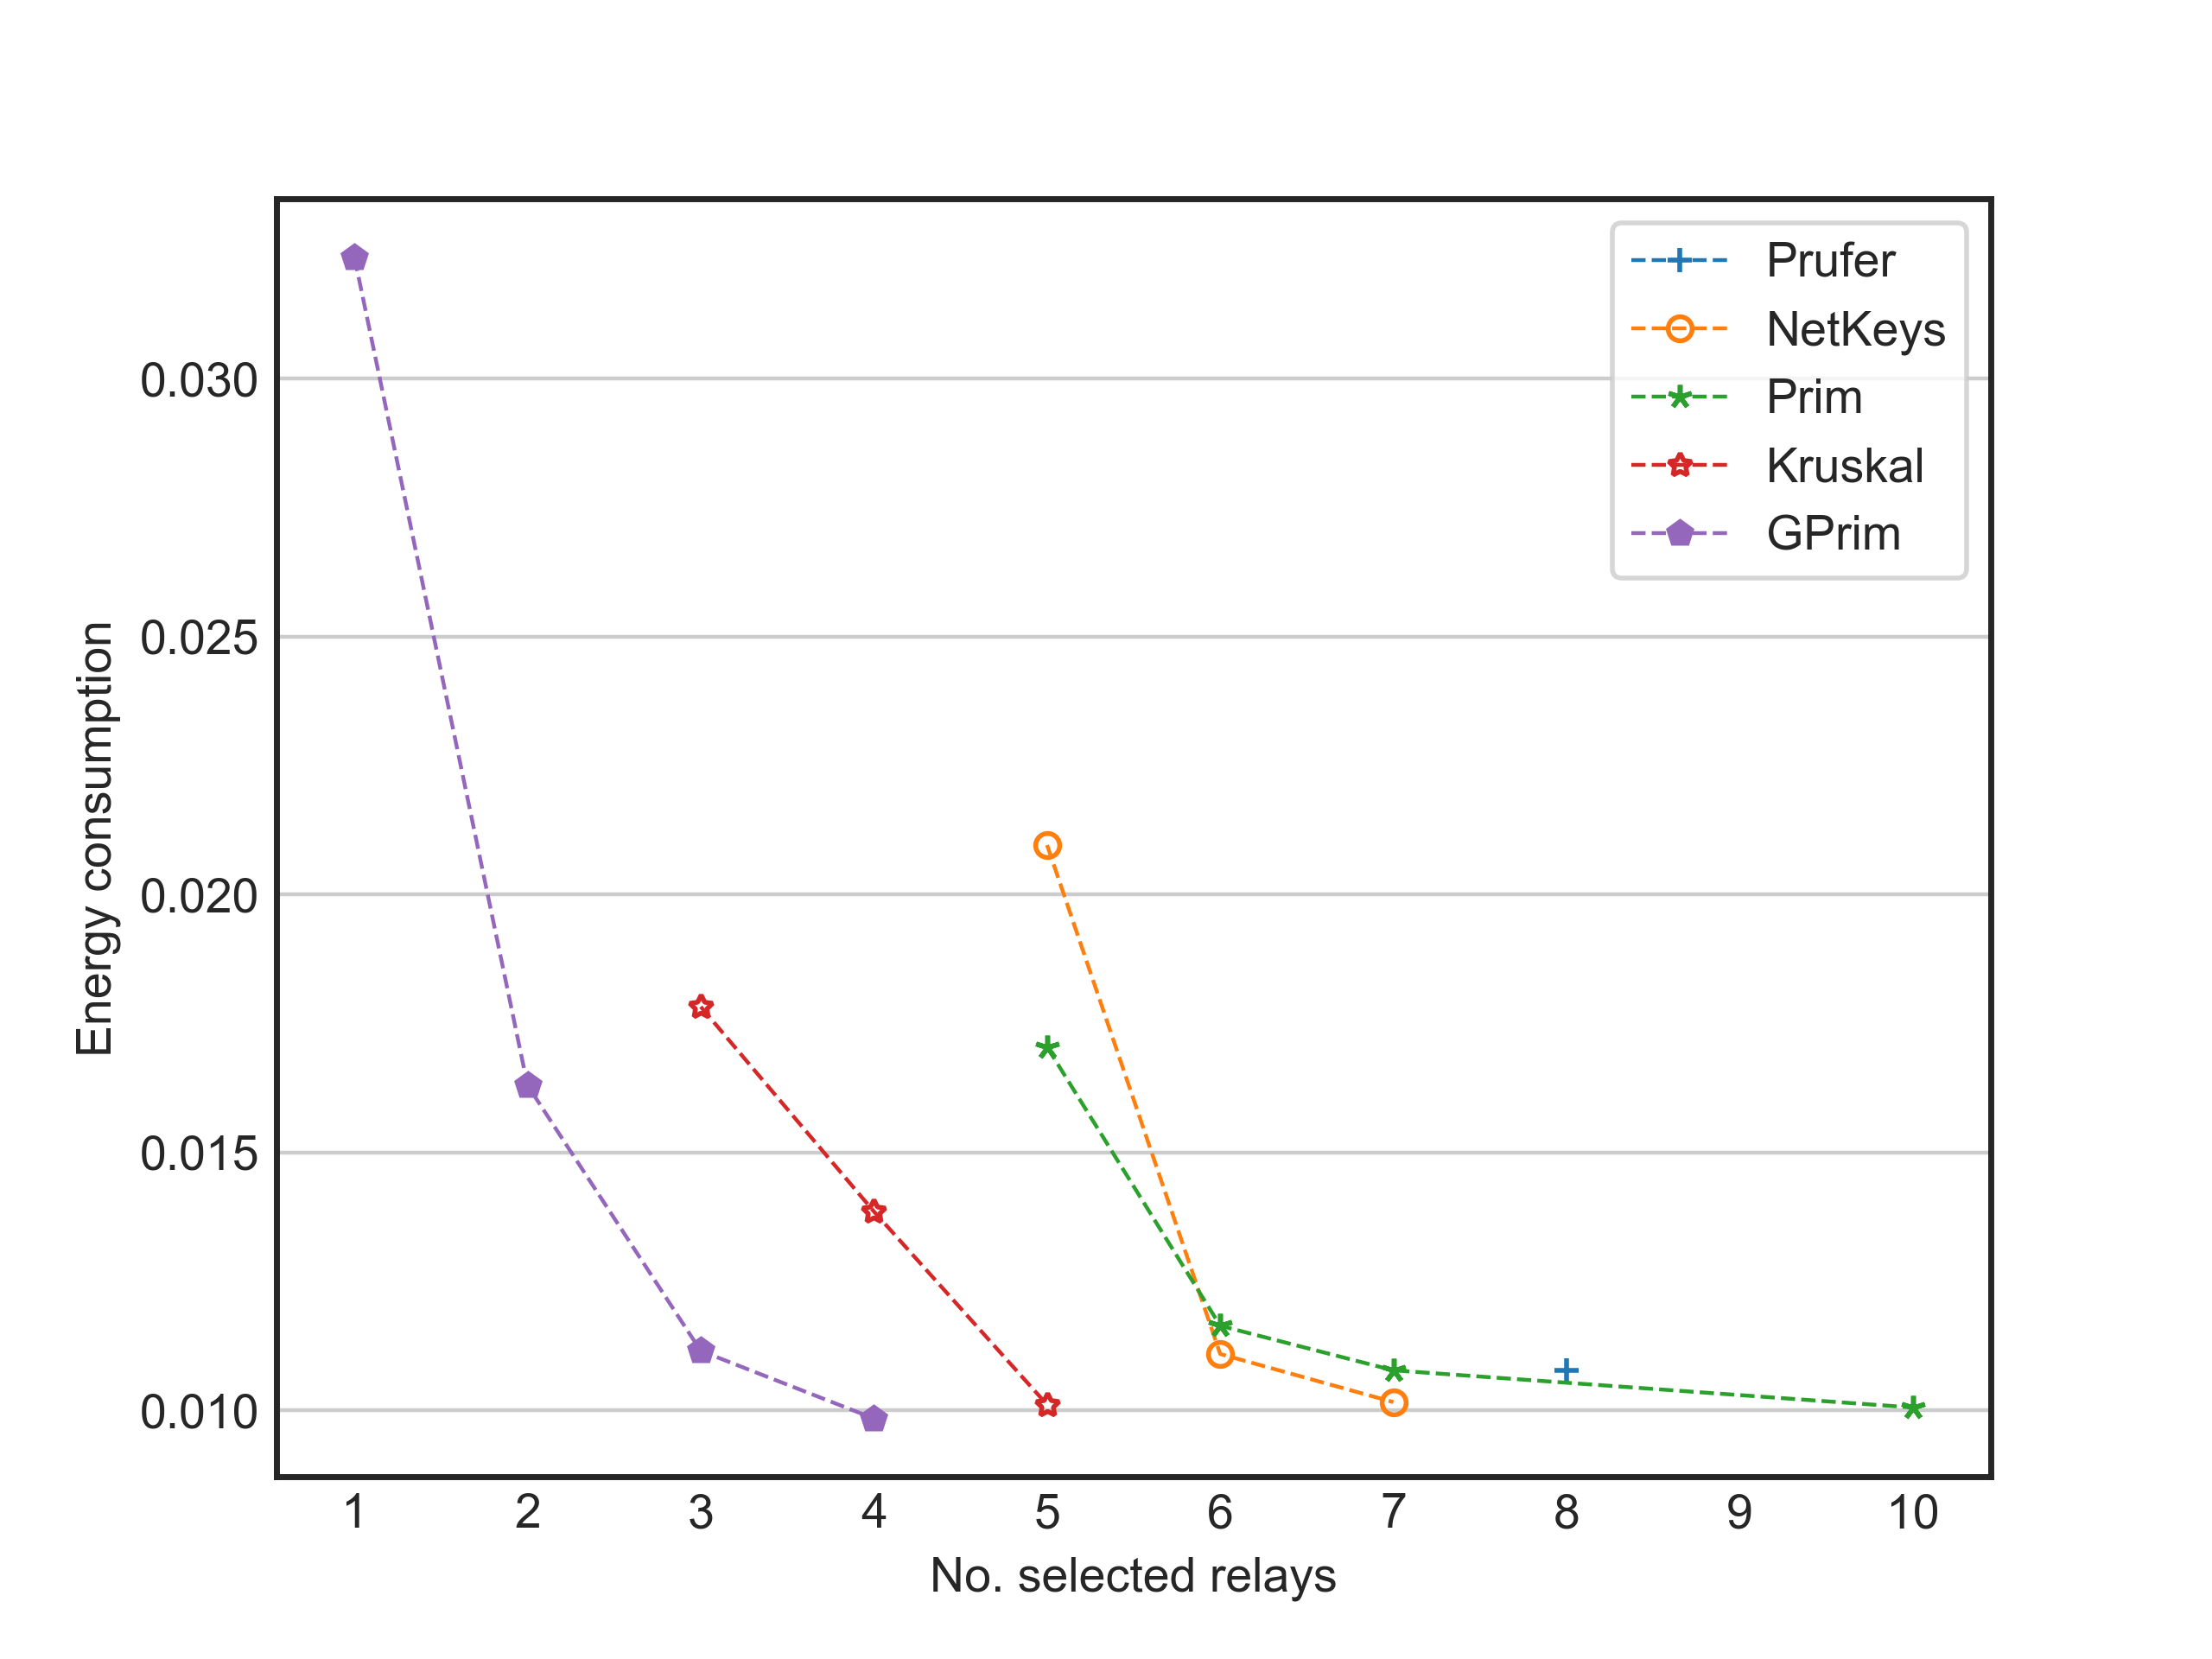 Prufer
NetKeys
Prim
Kruskal
GPrim
0.030
0.025
0.020
0.015
0.010
Energy consumption
1 2 3 4 5 6 7 8 9 10
No. selected relays